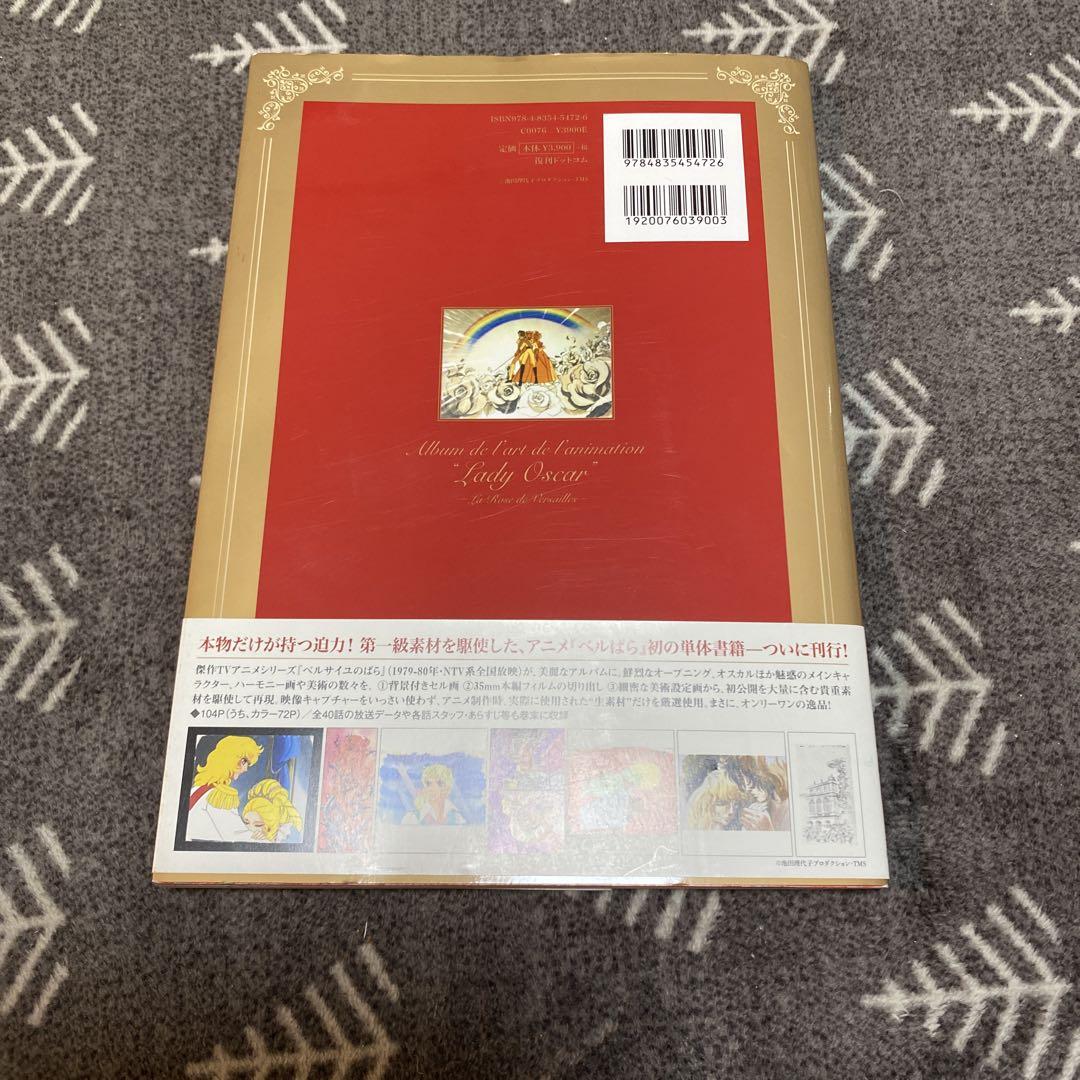 ISBN978-4-8354-5472-6
C0076 ¥3900E
定価 本体¥3,900 +税
復刊ドットコム
©池田理代子プロダクション・TMS
9784835454726
1920076039003
Album de l'art de l'animation
"Lady Oscar"
—La Rose de Versailles—
本物だけが持つ迫力! 第一級素材を駆使した、アニメ『ベルばら』初の単体書籍—ついに刊行!
傑作TVアニメシリーズ『ベルサイユのばら』(1979-80年・NTV系全国放映)が、美麗なアルバムに。鮮烈なオープニング、オスカルほか魅惑のメインキャ
ラクター、ハーモニー画や美術の数々を、①背景付きセル画 ②35mm本編フィルムの切り出し ③細密な美術設定画から、初公開を大量に含む貴重素
材を駆使して再現。映像キャプチャーをいっさい使わず、アニメ制作時、実際に使用された“生素材”だけを厳選使用。まさに、オンリーワンの逸品!
◆104P(うち、カラー72P)/全40話の放送データや各話スタッフ・あらすじ等も巻末に収録
©池田理代子プロダクション・TMS